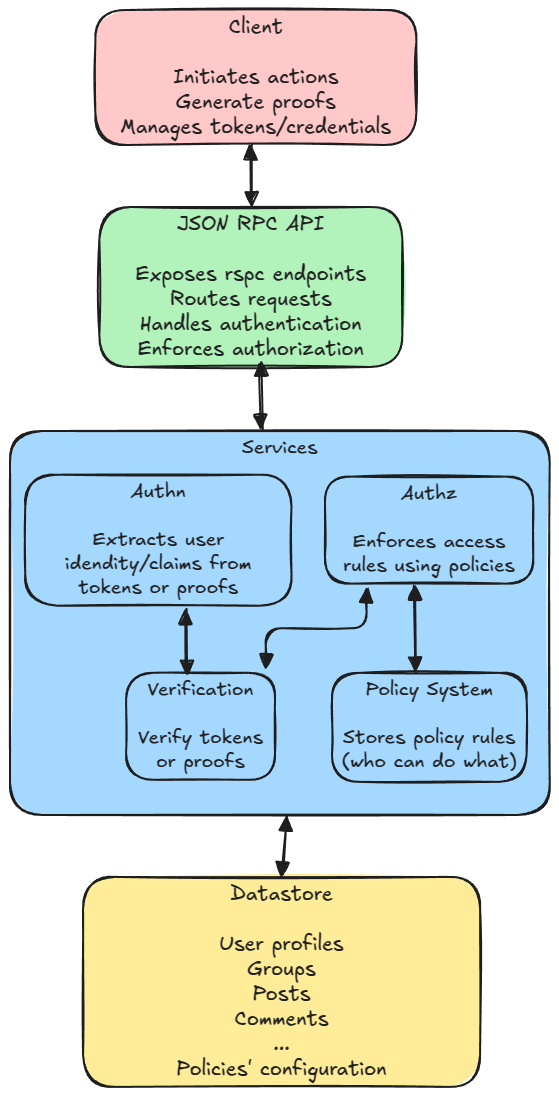 Client
Initiates actions
Generate proofs
Manages tokens/credentials
JSON RPC API
Exposes rspc endpoints
Routes requests
Handles authentication
Enforces authorization
Services
Authn
Extracts user
idendity/claims from
tokens or proofs
Authz
Enforces access
rules using policies
Verification
Verify tokens
or proofs
Policy System
Stores policy rules
(who can do what)
Datastore
User profiles
Groups
Posts
Comments
...
Policies' configuration